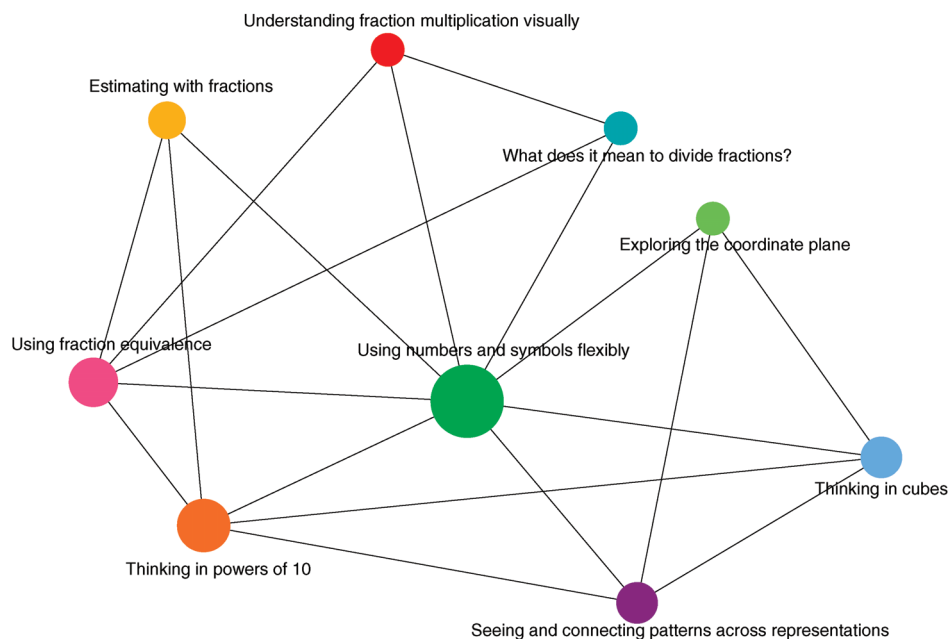 Understanding fraction multiplication visually
Estimating with fractions
What does it mean to divide fractions?
Exploring the coordinate plane
Using fraction equivalence
Using numbers and symbols flexibly
Thinking in cubes
Thinking in powers of 10
Seeing and connecting patterns across representations